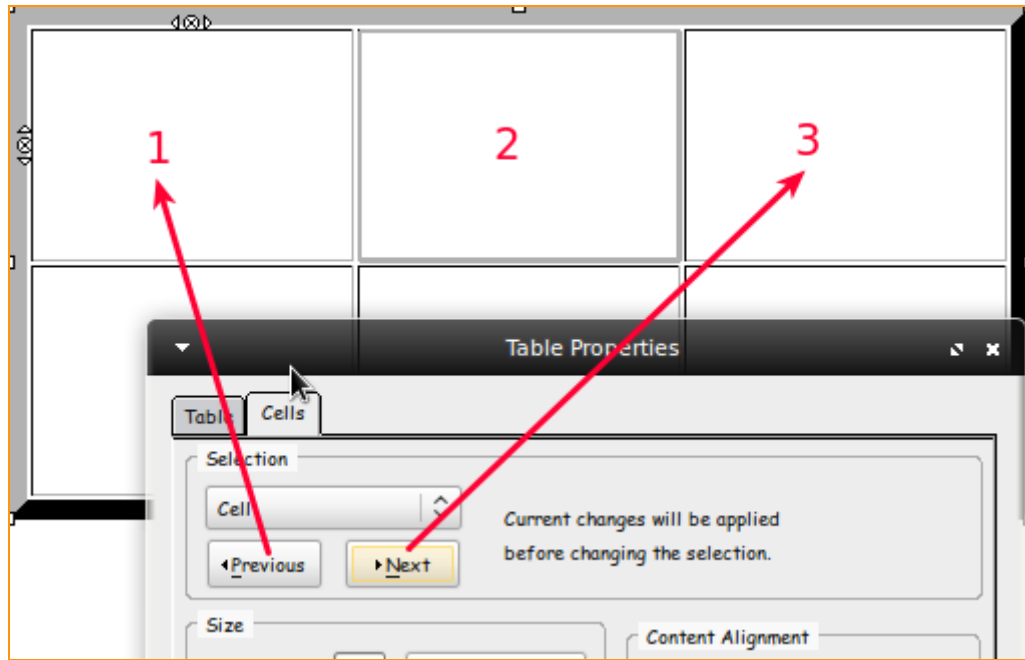 1 2 3
Table Properties
Table Cells
Selection
Cell
Current changes will be applied
before changing the selection.
Previous Next
Size
Content Alignment